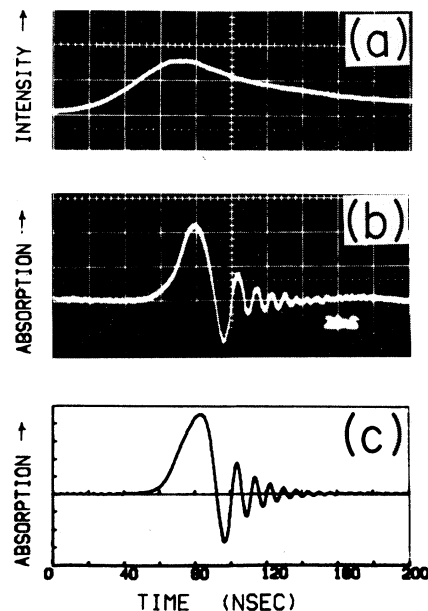 INTENSITY →
(a)
ABSORPTION →
(b)
ABSORPTION →
(c)
0 40 80 120 160 200
TIME (NSEC)